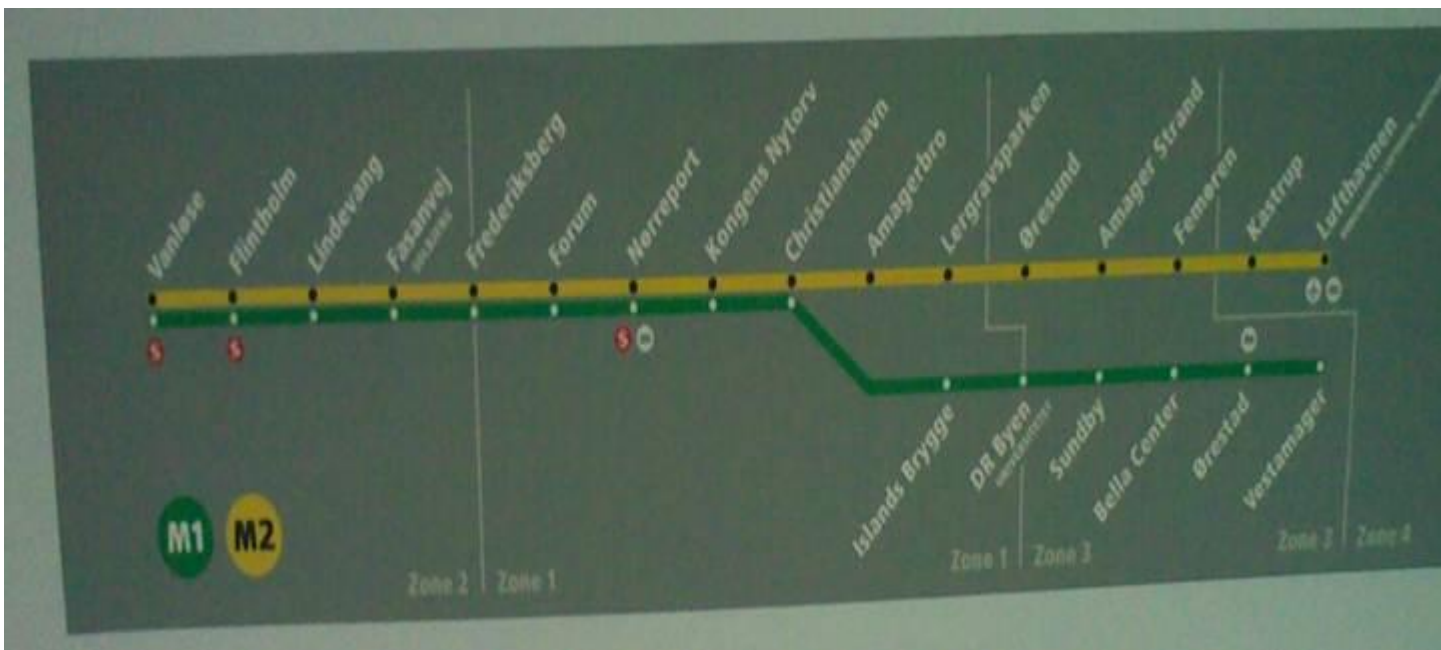 Vanløse
Flintholm
Lindevang
Fasanvej
Frederiksberg
Forum
Nørreport
Kongens Nytorv
Christianshavn
Amagerbro
Lergravsparken
Øresund
Amager Strand
Femøren
Kastrup
Lufthavnen
S
S
S
Islands Brygge
DR Byen
Sundby
Bella Center
Ørestad
Vestamager
M1
M2
Zone 2
Zone 1
Zone 1
Zone 3
Zone 3
Zone 4